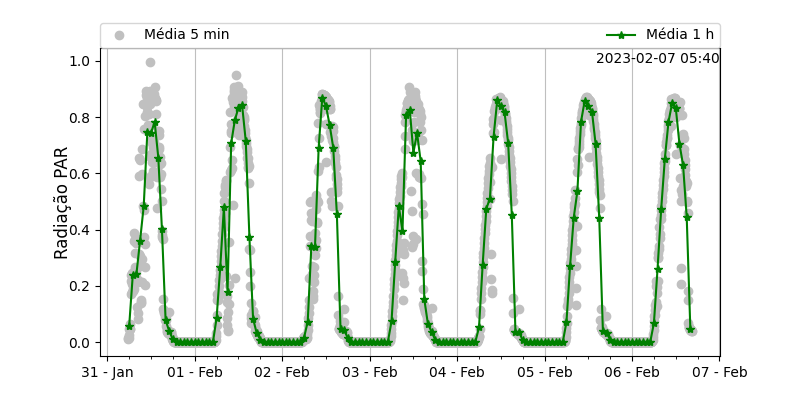 Média 5 min
Média 1 h
2023-02-07 05:40
Radiação PAR
1.0
0.8
0.6
0.4
0.2
0.0
31 - Jan
01 - Feb
02 - Feb
03 - Feb
04 - Feb
05 - Feb
06 - Feb
07 - Feb